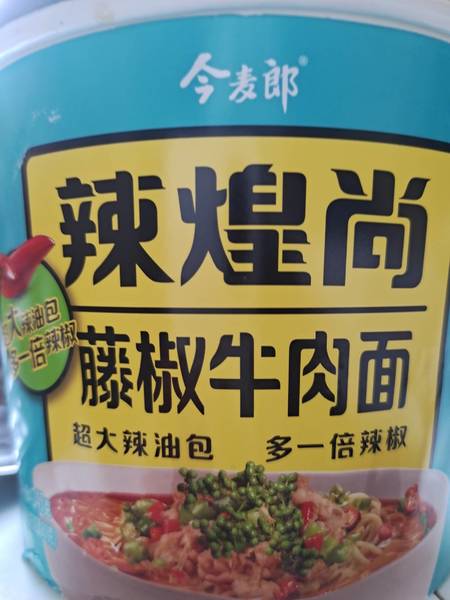 今麦郎®
辣煌尚
藤椒牛肉面
超大辣油包 多一倍辣椒
大辣油包
多一倍辣椒